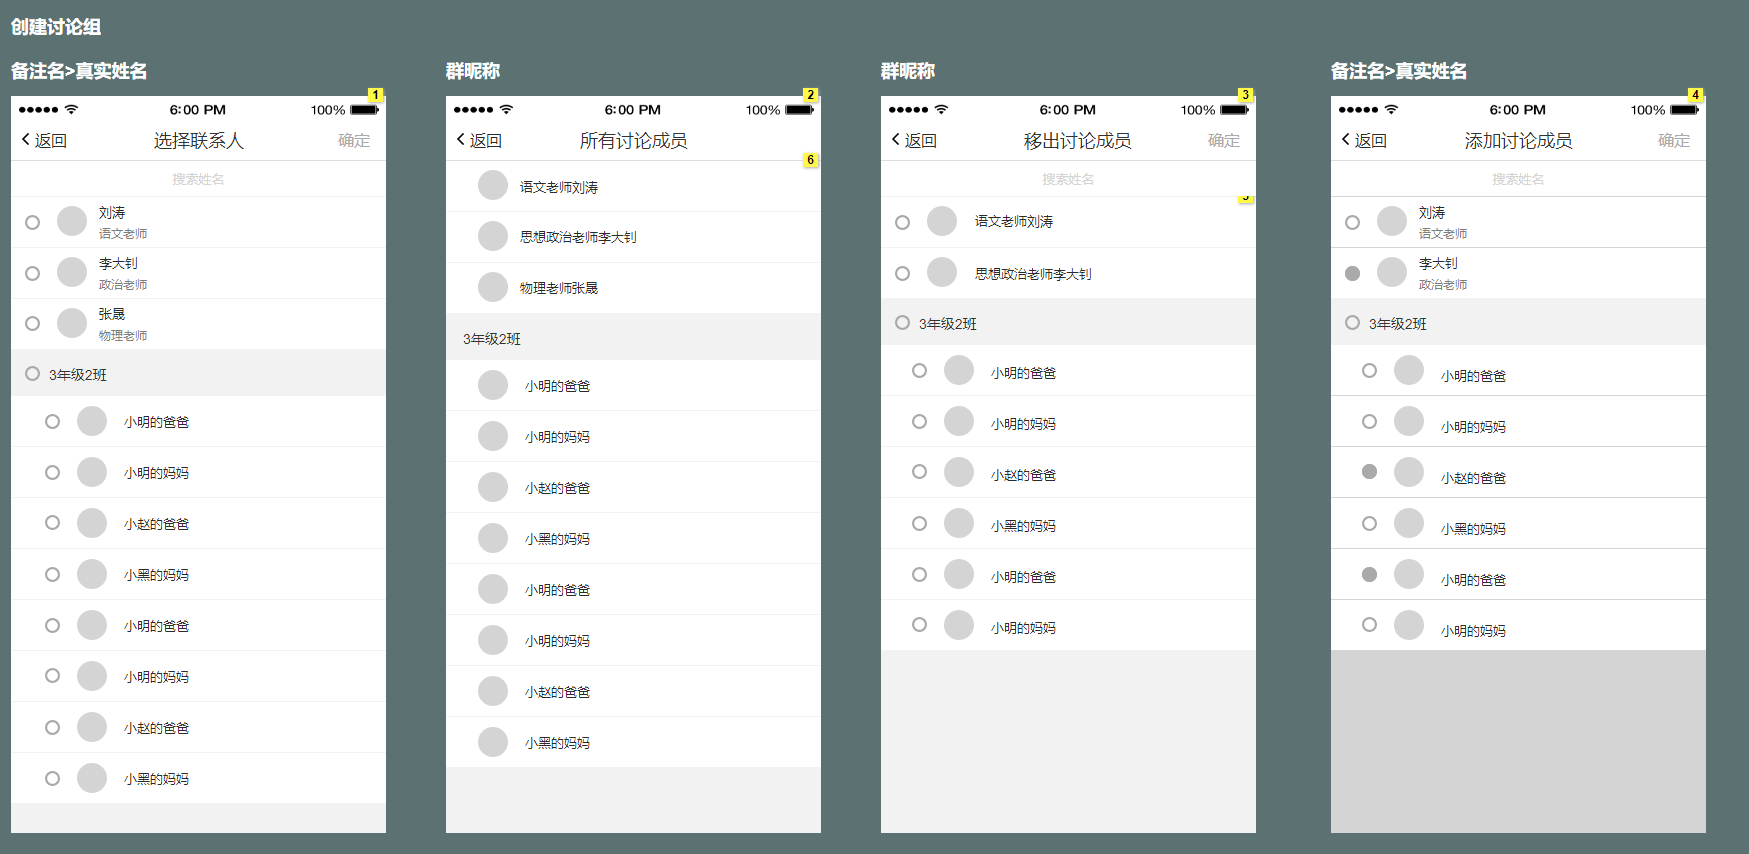 创建讨论组
备注名>真实姓名
1
6:00 PM
100%
返回
选择联系人
确定
搜索姓名
刘涛
语文老师
李大钊
政治老师
张晟
物理老师
3年级2班
小明的爸爸
小明的妈妈
小赵的爸爸
小黑的妈妈
小明的爸爸
小明的妈妈
小赵的爸爸
小黑的妈妈
群昵称
2
6:00 PM
100%
返回
所有讨论成员
6
语文老师刘涛
思想政治老师李大钊
物理老师张晟
3年级2班
小明的爸爸
小明的妈妈
小赵的爸爸
小黑的妈妈
小明的爸爸
小明的妈妈
小赵的爸爸
小黑的妈妈
群昵称
3
6:00 PM
100%
返回
移出讨论成员
确定
搜索姓名
语文老师刘涛
思想政治老师李大钊
3年级2班
小明的爸爸
小明的妈妈
小赵的爸爸
小黑的妈妈
小明的爸爸
小明的妈妈
备注名>真实姓名
4
6:00 PM
100%
返回
添加讨论成员
确定
搜索姓名
刘涛
语文老师
李大钊
政治老师
3年级2班
小明的爸爸
小明的妈妈
小赵的爸爸
小黑的妈妈
小明的爸爸
小明的妈妈